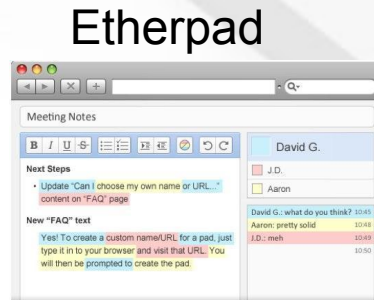 Etherpad
Meeting Notes
B I U S
David G.
J.D.
Aaron
Next Steps
• Update "Can I choose my own name or URL..."
content on "FAQ" page
New "FAQ" text
Yes! To create a custom name/URL for a pad, just
type it in to your browser and visit that URL. You
will then be prompted to create the pad.
David G.: what do you think? 10:45
Aaron: pretty solid 10:48
J.D.: meh 10:49
10:50